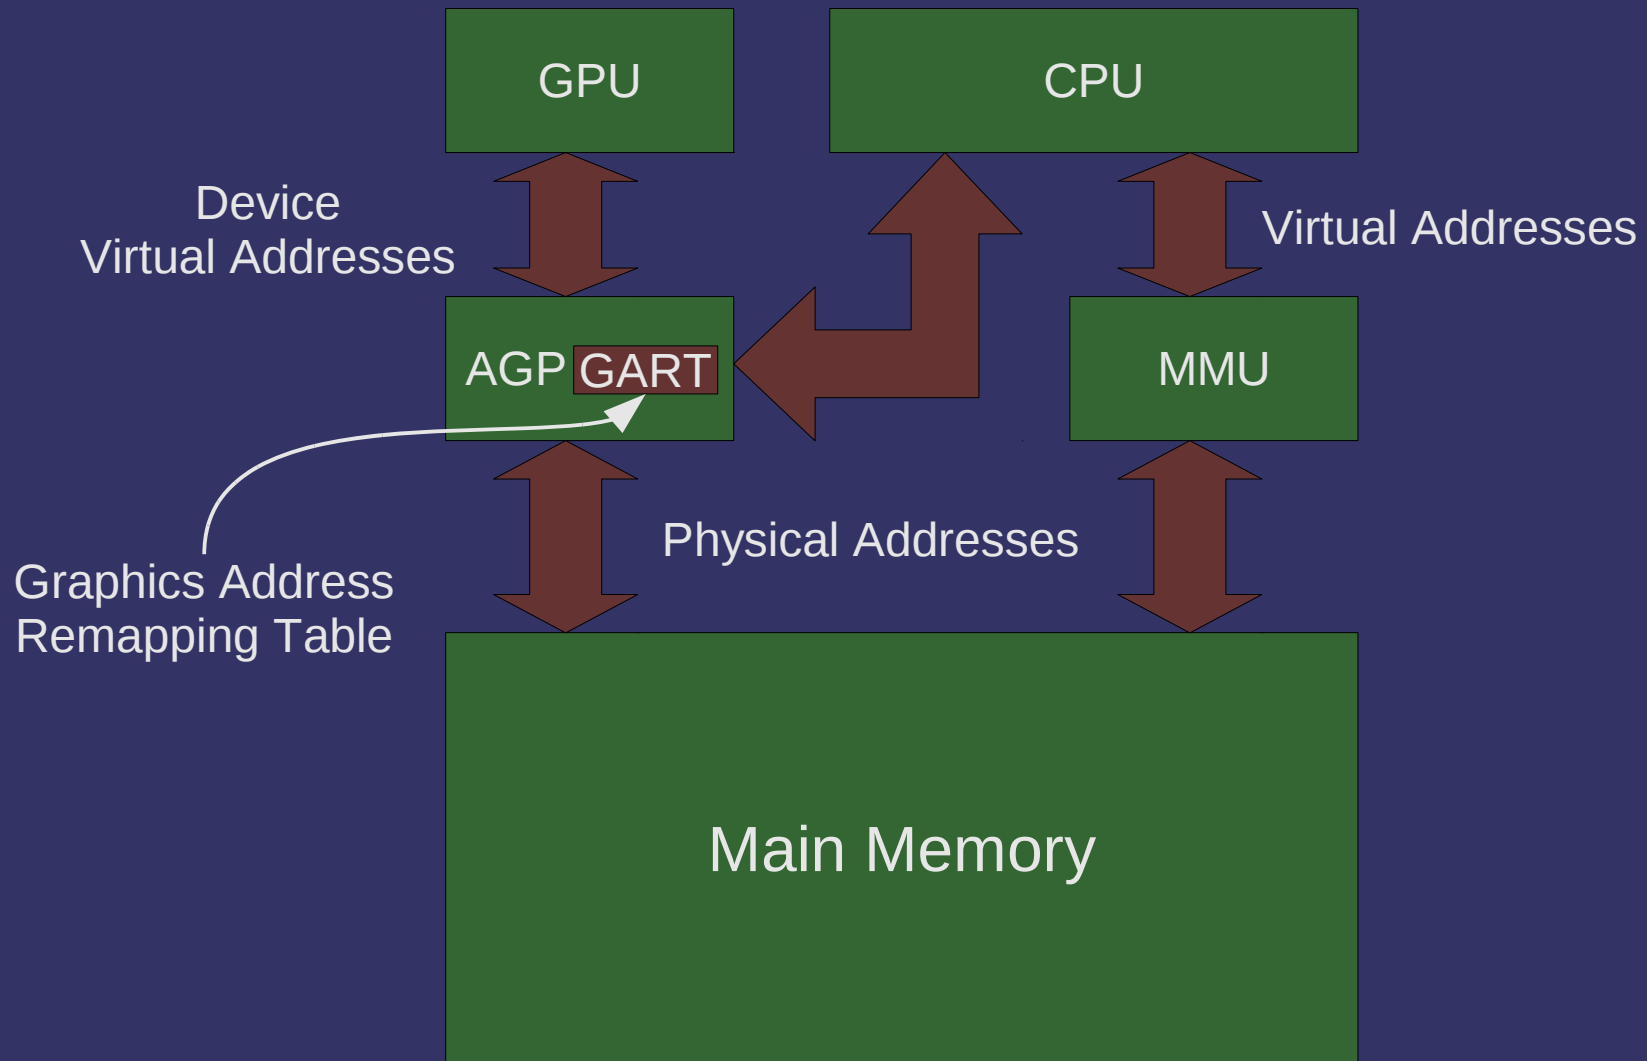 GPU
CPU
Device
Virtual Addresses
Virtual Addresses
AGP GART
MMU
Physical Addresses
Graphics Address
Remapping Table
Main Memory